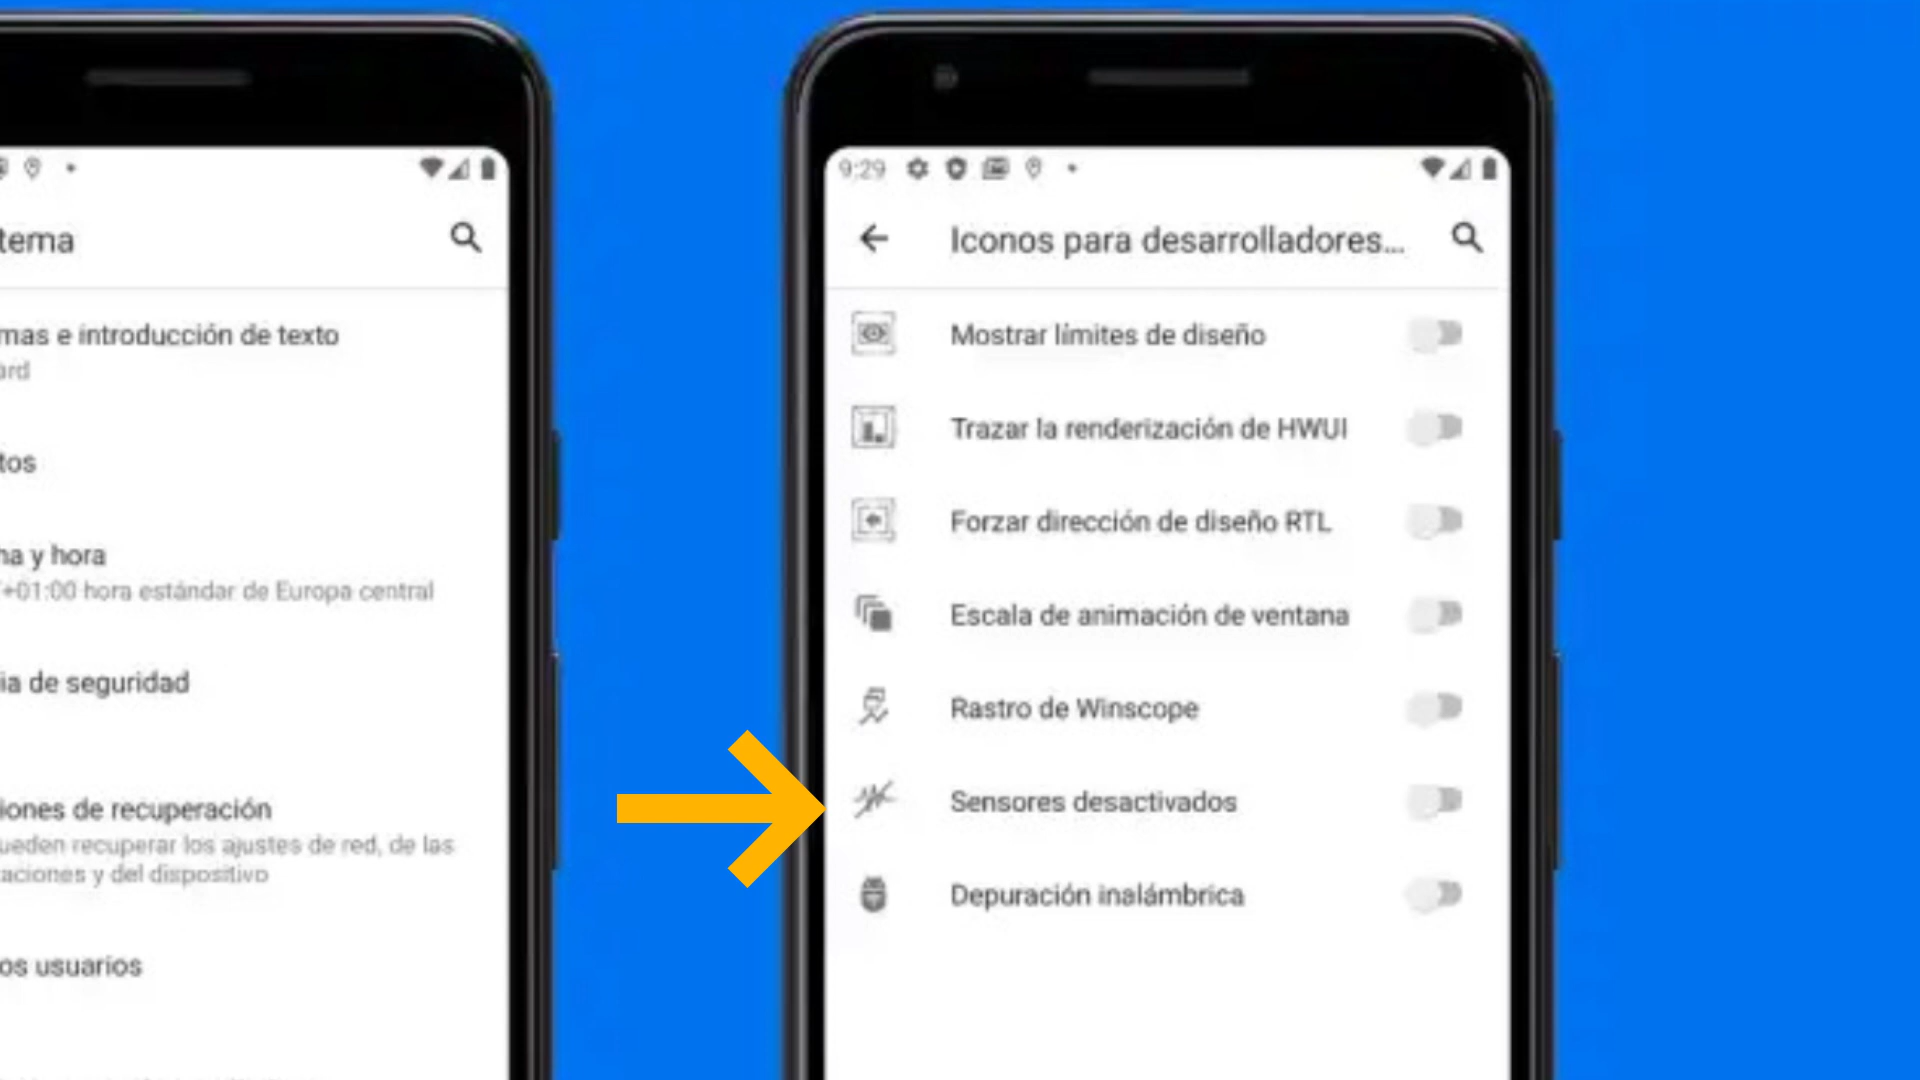 tema
mas e introducción de texto
ard
tos
na y hora
+01:00 hora estándar de Europa central
ia de seguridad
iones de recuperación
ueden recuperar los ajustes de red, de las
aciones y del dispositivo
os usuarios
9:29
Iconos para desarrolladores...
Mostrar límites de diseño
Trazar la renderización de HWUI
Forzar dirección de diseño RTL
Escala de animación de ventana
Rastro de Winscope
Sensores desactivados
Depuración inalámbrica